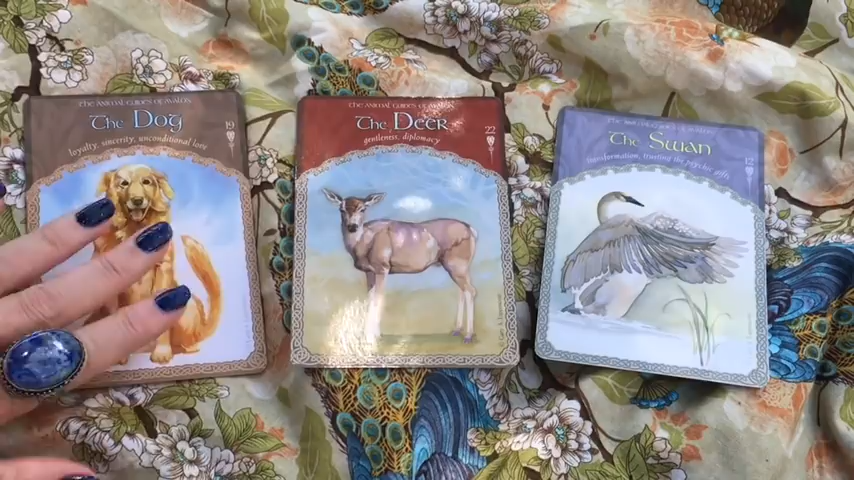 The Animal Guides of Avalon
The Dog
19
loyalty, sincerity, unconditional love
The Animal Guides of Avalon
The Deer
22
gentleness, diplomacy
The Swan
12
transformation, trusting the psychic gifts